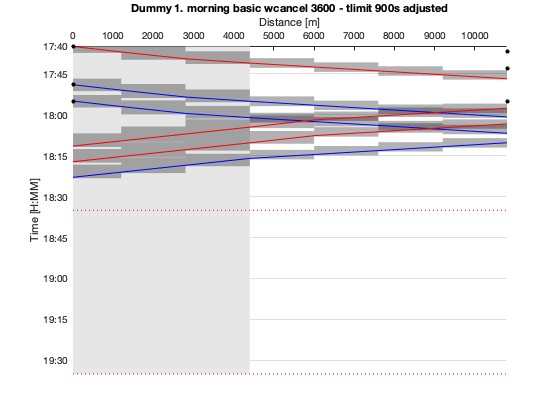 Dummy 1. morning basic wcancel 3600 - tlimit 900s adjusted
Distance [m]
0 1000 2000 3000 4000 5000 6000 7000 8000 9000 10000
17:40
17:45
18:00
18:15
18:30
18:45
19:00
19:15
19:30
Time [H:MM]